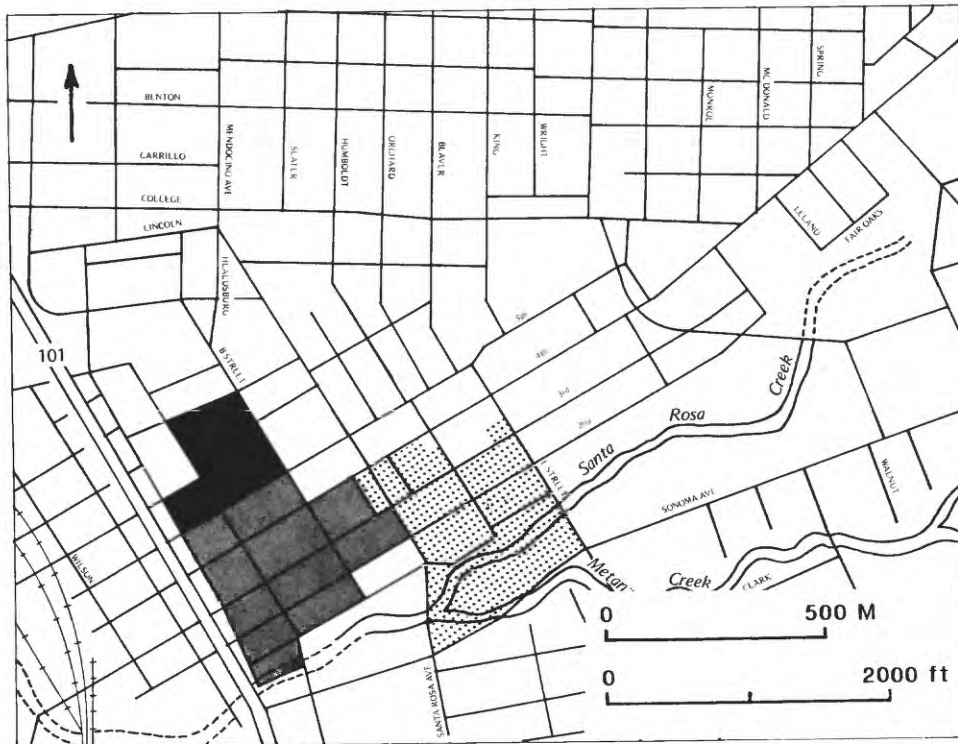 SPRING
MC DONALD
MUNROE
BENTON
MENDOCINO AVE
SLATER
HUMBOLDT
ORCHARD
BEAVER
KING
WRIGHT
CARRILLO
COLLEGE
LINCOLN
LELAND
FAIR OAKS
HEALDSBURG
5th
4th
101
B STREET
3rd
2nd
Creek
Rosa
Santa
E STREET
SONOMA AVE
WALNUT
WILSON
Creek
CLARK
0 500 M
0 2000 ft
SANTA ROSA AVE